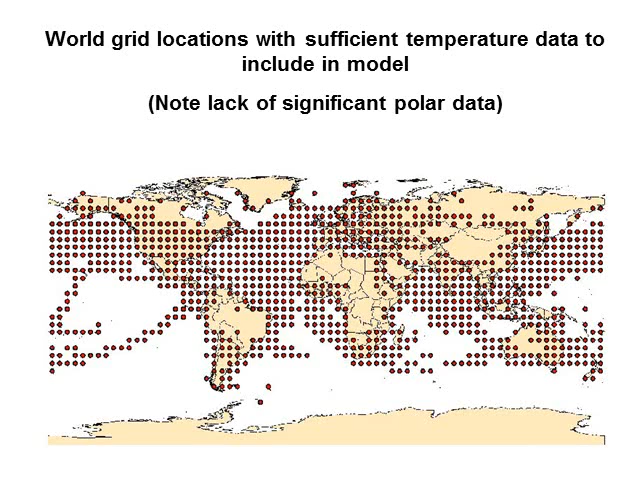 World grid locations with sufficient temperature data to
include in model
(Note lack of significant polar data)